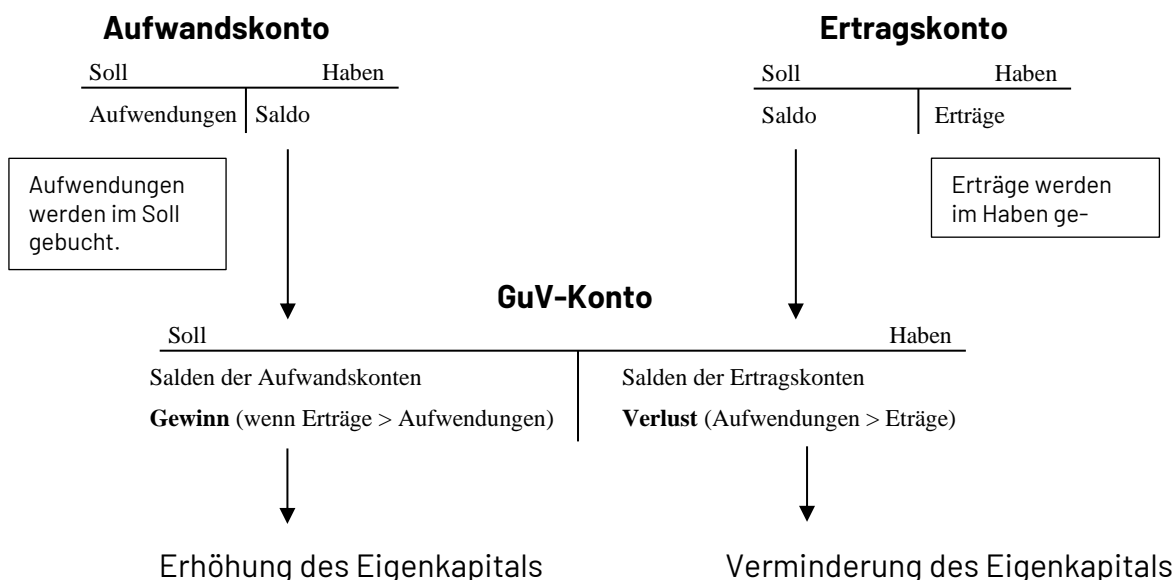 Aufwandskonto
Soll Haben
Aufwendungen Saldo
Aufwendungen
werden im Soll
gebucht.
Ertragskonto
Soll Haben
Saldo Erträge
Erträge werden
im Haben ge-
GuV-Konto
Soll Haben
Salden der Aufwandskonten Salden der Ertragskonten
Gewinn (wenn Erträge > Aufwendungen) Verlust (Aufwendungen > Eträge)
Erhöhung des Eigenkapitals Verminderung des Eigenkapitals